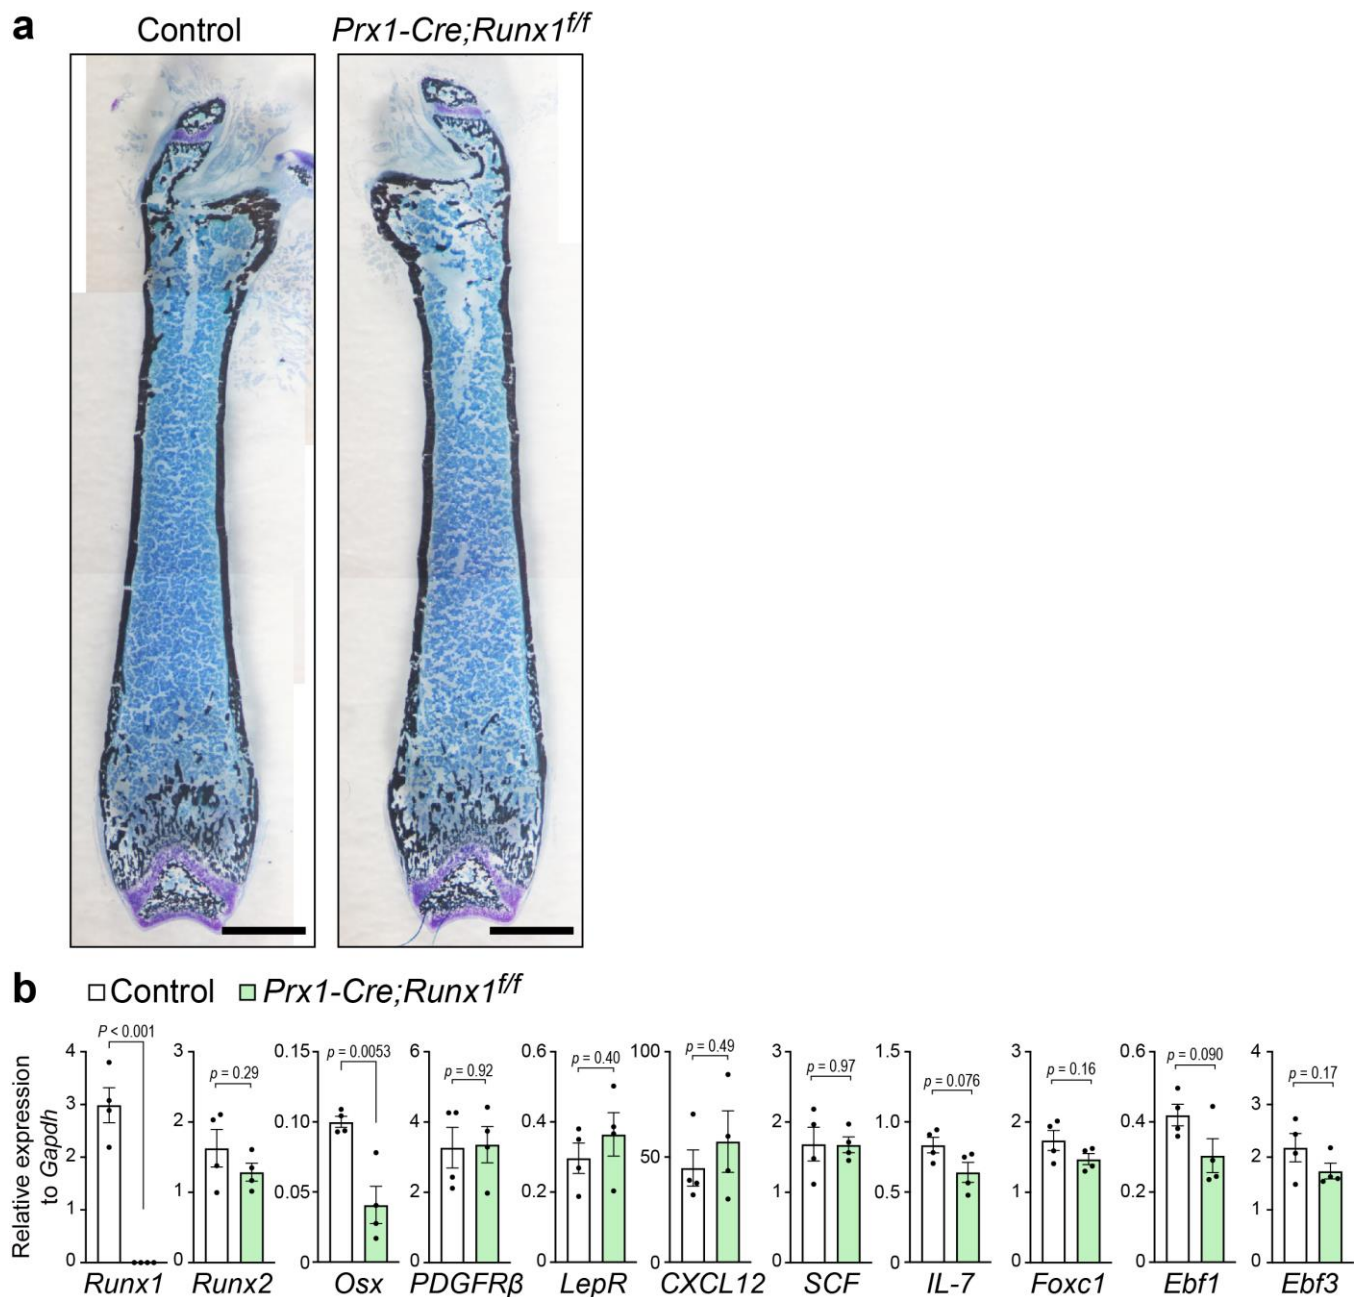 a
Control Prx1-Cre;Runx1f/f
b
Control Prx1-Cre;Runx1f/f
Relative expression
to Gapdh
P < 0.001
4
3
2
1
0
Runx1
p = 0.29
3
2
1
0
Runx2
p = 0.0053
0.15
0.10
0.05
0
Osx
p = 0.92
6
4
2
0
PDGFRβ
p = 0.40
0.6
0.4
0.2
0
LepR
p = 0.49
100
50
0
CXCL12
p = 0.97
3
2
1
0
SCF
p = 0.076
1.5
1.0
0.5
0
IL-7
p = 0.16
3
2
1
0
Foxc1
p = 0.090
0.6
0.4
0.2
0
Ebf1
p = 0.17
4
3
2
1
0
Ebf3